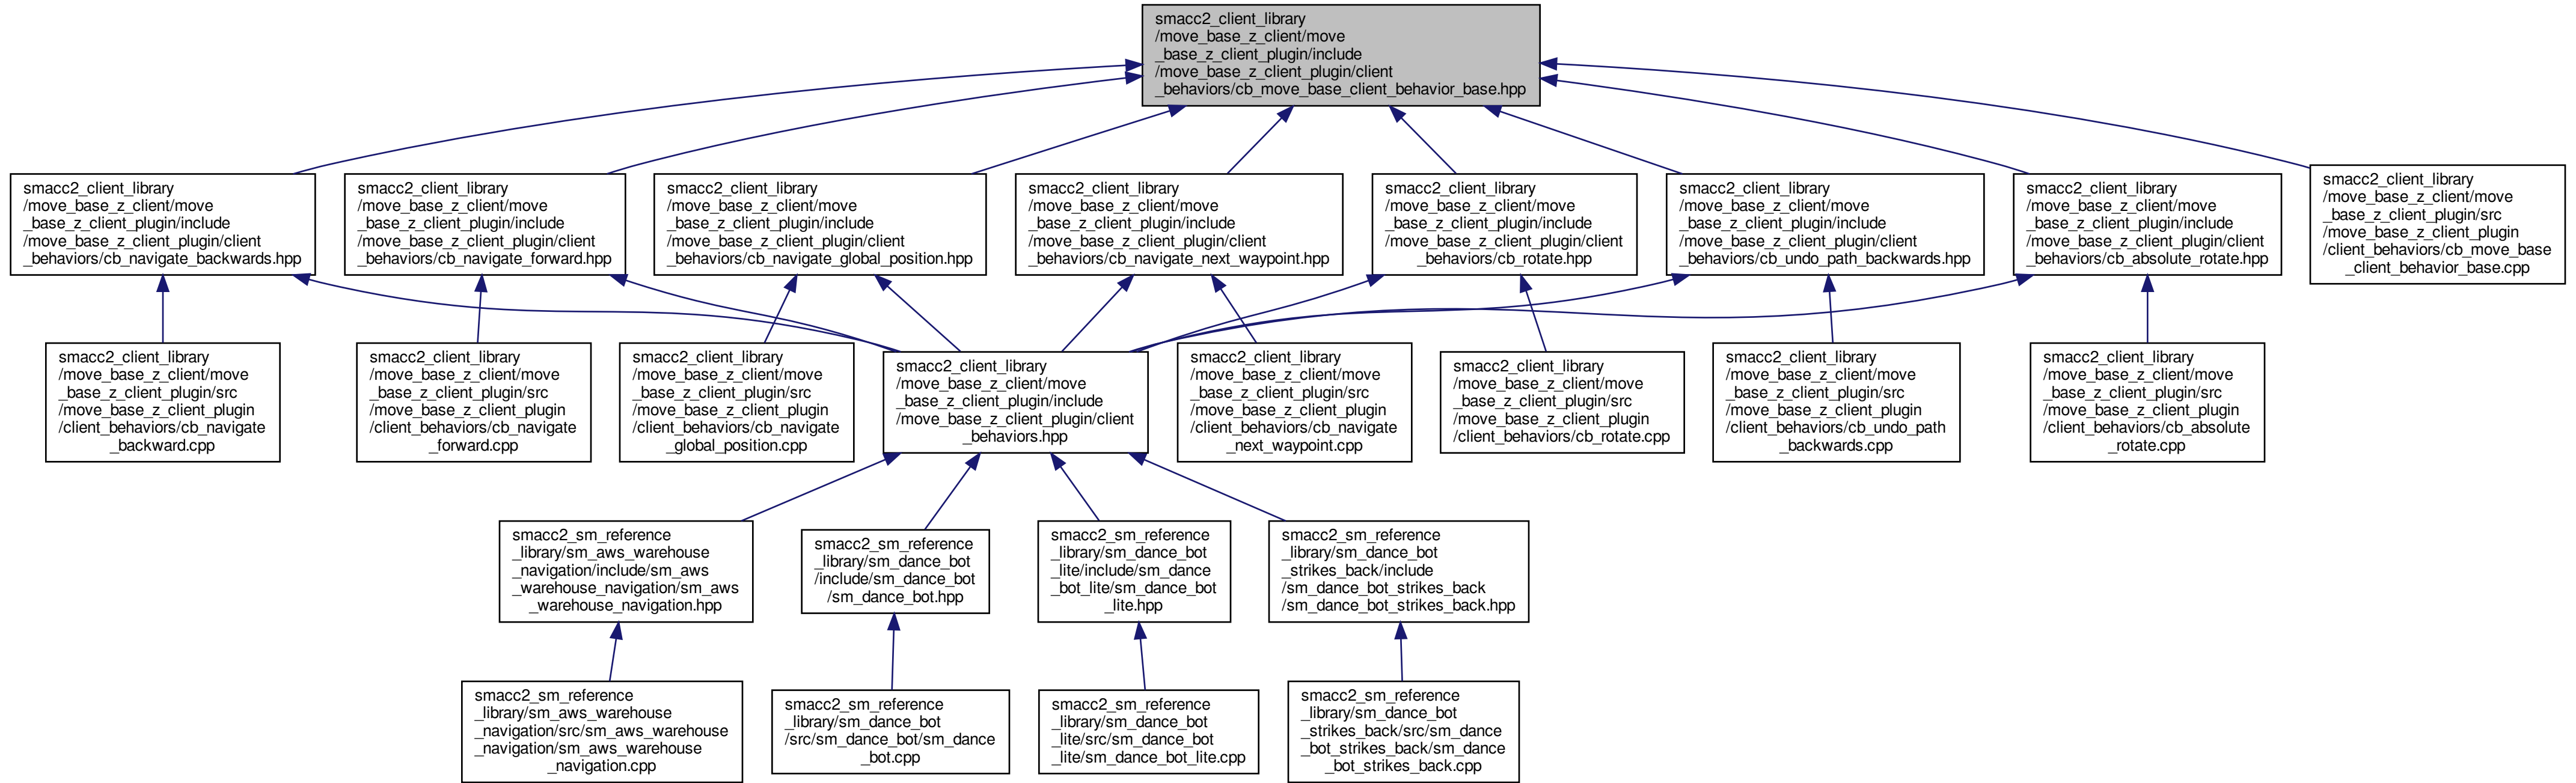 smacc2_client_library
/move_base_z_client/move
_base_z_client_plugin/include
/move_base_z_client_plugin/client
_behaviors/cb_move_base_client_behavior_base.hpp
smacc2_client_library
/move_base_z_client/move
_base_z_client_plugin/include
/move_base_z_client_plugin/client
_behaviors/cb_navigate_backwards.hpp
smacc2_client_library
/move_base_z_client/move
_base_z_client_plugin/include
/move_base_z_client_plugin/client
_behaviors/cb_navigate_forward.hpp
smacc2_client_library
/move_base_z_client/move
_base_z_client_plugin/include
/move_base_z_client_plugin/client
_behaviors/cb_navigate_global_position.hpp
smacc2_client_library
/move_base_z_client/move
_base_z_client_plugin/include
/move_base_z_client_plugin/client
_behaviors/cb_navigate_next_waypoint.hpp
smacc2_client_library
/move_base_z_client/move
_base_z_client_plugin/include
/move_base_z_client_plugin/client
_behaviors/cb_rotate.hpp
smacc2_client_library
/move_base_z_client/move
_base_z_client_plugin/include
/move_base_z_client_plugin/client
_behaviors/cb_undo_path_backwards.hpp
smacc2_client_library
/move_base_z_client/move
_base_z_client_plugin/include
/move_base_z_client_plugin/client
_behaviors/cb_absolute_rotate.hpp
smacc2_client_library
/move_base_z_client/move
_base_z_client_plugin/src
/move_base_z_client_plugin
/client_behaviors/cb_move_base
_client_behavior_base.cpp
smacc2_client_library
/move_base_z_client/move
_base_z_client_plugin/src
/move_base_z_client_plugin
/client_behaviors/cb_navigate
_backward.cpp
smacc2_client_library
/move_base_z_client/move
_base_z_client_plugin/src
/move_base_z_client_plugin
/client_behaviors/cb_navigate
_forward.cpp
smacc2_client_library
/move_base_z_client/move
_base_z_client_plugin/src
/move_base_z_client_plugin
/client_behaviors/cb_navigate
_global_position.cpp
smacc2_client_library
/move_base_z_client/move
_base_z_client_plugin/include
/move_base_z_client_plugin/client
_behaviors.hpp
smacc2_client_library
/move_base_z_client/move
_base_z_client_plugin/src
/move_base_z_client_plugin
/client_behaviors/cb_navigate
_next_waypoint.cpp
smacc2_client_library
/move_base_z_client/move
_base_z_client_plugin/src
/move_base_z_client_plugin
/client_behaviors/cb_rotate.cpp
smacc2_client_library
/move_base_z_client/move
_base_z_client_plugin/src
/move_base_z_client_plugin
/client_behaviors/cb_undo_path
_backwards.cpp
smacc2_client_library
/move_base_z_client/move
_base_z_client_plugin/src
/move_base_z_client_plugin
/client_behaviors/cb_absolute
_rotate.cpp
smacc2_sm_reference
_library/sm_aws_warehouse
_navigation/include/sm_aws
_warehouse_navigation/sm_aws
_warehouse_navigation.hpp
smacc2_sm_reference
_library/sm_dance_bot
/include/sm_dance_bot
/sm_dance_bot.hpp
smacc2_sm_reference
_library/sm_dance_bot
_lite/include/sm_dance
_bot_lite/sm_dance_bot
_lite.hpp
smacc2_sm_reference
_library/sm_dance_bot
_strikes_back/include
/sm_dance_bot_strikes_back
/sm_dance_bot_strikes_back.hpp
smacc2_sm_reference
_library/sm_aws_warehouse
_navigation/src/sm_aws_warehouse
_navigation/sm_aws_warehouse
_navigation.cpp
smacc2_sm_reference
_library/sm_dance_bot
/src/sm_dance_bot/sm_dance
_bot.cpp
smacc2_sm_reference
_library/sm_dance_bot
_lite/src/sm_dance_bot
_lite/sm_dance_bot_lite.cpp
smacc2_sm_reference
_library/sm_dance_bot
_strikes_back/src/sm_dance
_bot_strikes_back/sm_dance
_bot_strikes_back.cpp